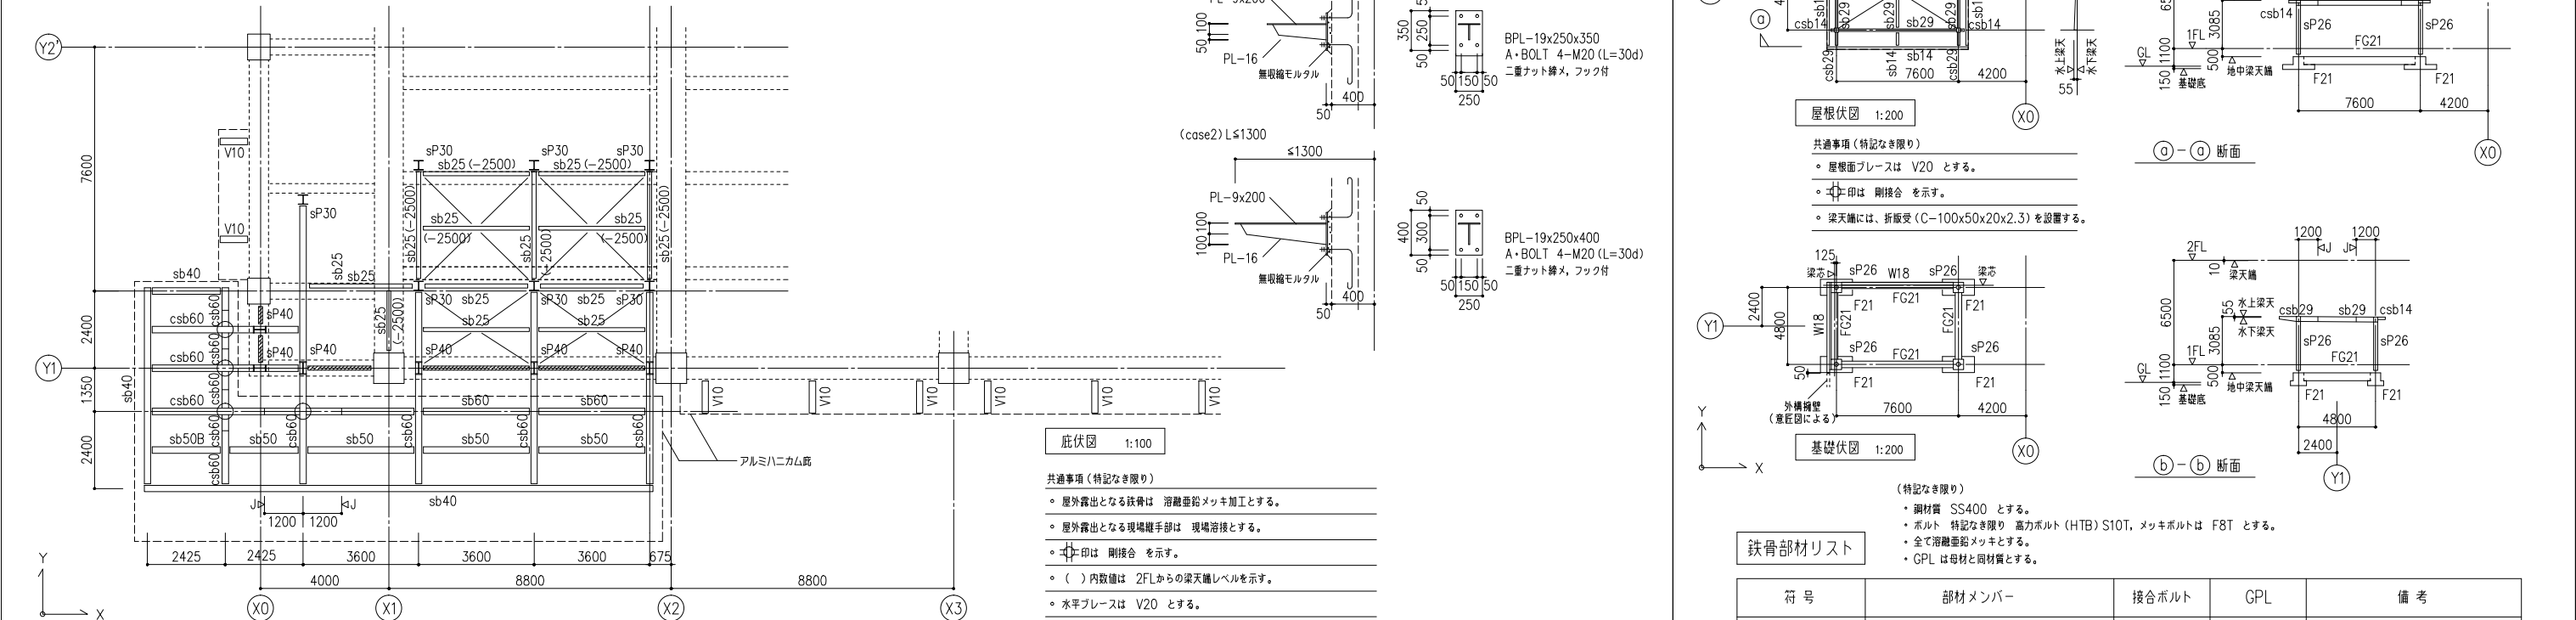 Y2'
7600
2400
Y1
1350
2400
V10
V10
sP30
sP30
sP30
sb25(-2500)
sb25(-2500)
sb25(-2500)
sb25(-2500)
sP30
sb25
(-2500)
sb25
(-2500)
sb25
(-2500)
sb25
sb25
sb40
csb60
sP40
csb60
sP40
sP40
sb25
(-2500)
sP30
sb25
sP30
sb25
sP30
sb25
sb25
sP40
sP40
sP40
csb60
csb60
csb60
csb60
sb40
csb60
csb60
csb60
sb60
csb60
sb60
csb60
sb50B
sb50
sb50
sb50
sb50
sb40
J
J
1200
1200
2425
2425
3600
3600
3600
675
4000
8800
8800
X0
X1
X2
X3
Y
X
V10
V10
V10
V10
V10
V10
アルミハニカム庇
庇伏図 1:100
共通事項(特記なき限り)
° 屋外露出となる鉄骨は 溶融亜鉛メッキ加工とする。
° 屋外露出となる現場継手部は 現場溶接とする。
° 印は 剛接合 を示す。
° ( )内数値は 2FLからの梁天端レベルを示す。
° 水平ブレースは V20 とする。
PL-9x200
50 100
PL-16
無収縮モルタル
400
50
350
250
50
50 150 50
250
BPL-19x250x350
A・BOLT 4-M20(L=30d)
二重ナット締メ, フック付
(case2) L≦1300
≦1300
PL-9x200
100 100
PL-16
無収縮モルタル
400
50
50
400
300
50
50 150 50
250
BPL-19x250x400
A・BOLT 4-M20(L=30d)
二重ナット締メ, フック付
a
csb14
sb29
sb29
sb29
csb14
csb29
sb14
sb14
csb29
7600
4200
水上梁天
水下梁天
55
X0
屋根伏図 1:200
共通事項(特記なき限り)
° 屋根面ブレースは V20 とする。
° 印は 剛接合 を示す。
° 梁天端には、折版受(C-100x50x20x2.3)を設置する。
125
梁芯
sP26
W18
sP26
梁芯
F21
FG21
F21
2400
4800
W18
FG21
FG21
Y1
sP26
FG21
sP26
50
F21
F21
外構擁壁
(意匠図による)
7600
4200
X0
Y
X
基礎伏図 1:200
csb14
sP26
sP26
3085
1FL
GL
1100
500
150
基礎底
地中梁天端
FG21
F21
F21
7600
4200
X0
a - a 断面
1200
1200
J
J
2FL
10
梁天端
6500
55
水上梁天
水下梁天
csb29
sb29
csb14
3085
sP26
sP26
1FL
GL
1100
500
150
基礎底
地中梁天端
FG21
F21
F21
4800
2400
Y1
b - b 断面
(特記なき限り)
・ 鋼材質 SS400 とする。
・ ボルト 特記なき限り 高力ボルト(HTB)S10T, メッキボルトは F8T とする。
・ 全て溶融亜鉛メッキとする。
・ GPL は母材と同材質とする。
鉄骨部材リスト
符 号
部材メンバー
接合ボルト
GPL
備 考